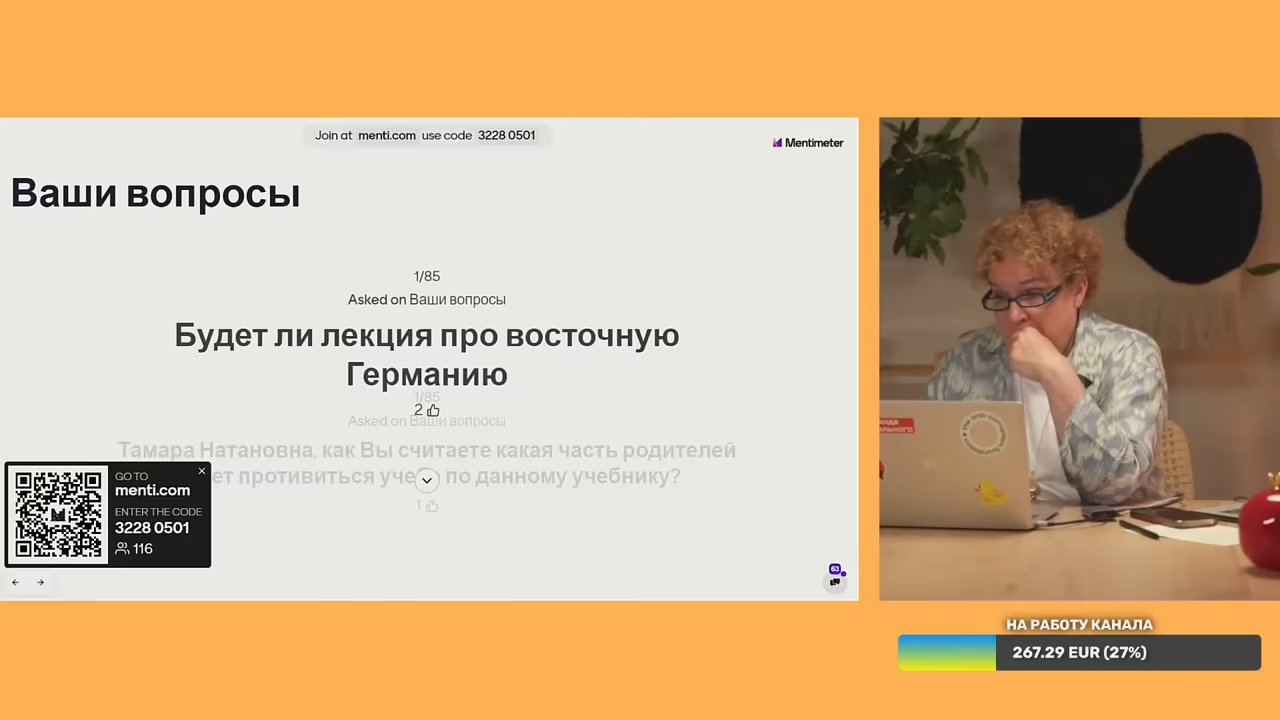 Join at menti.com use code 3228 0501
Mentimeter
Ваши вопросы
1/85
Asked on Ваши вопросы
Будет ли лекция про восточную
Германию
1/85
2
Asked on Ваши вопросы
Тамара Натановна, как Вы считаете какая часть родителей
противиться по данному учебнику?
1
GO TO
menti.com
ENTER THE CODE
3228 0501
116
63
НА РАБОТУ КАНАЛА
267.29 EUR (27%)